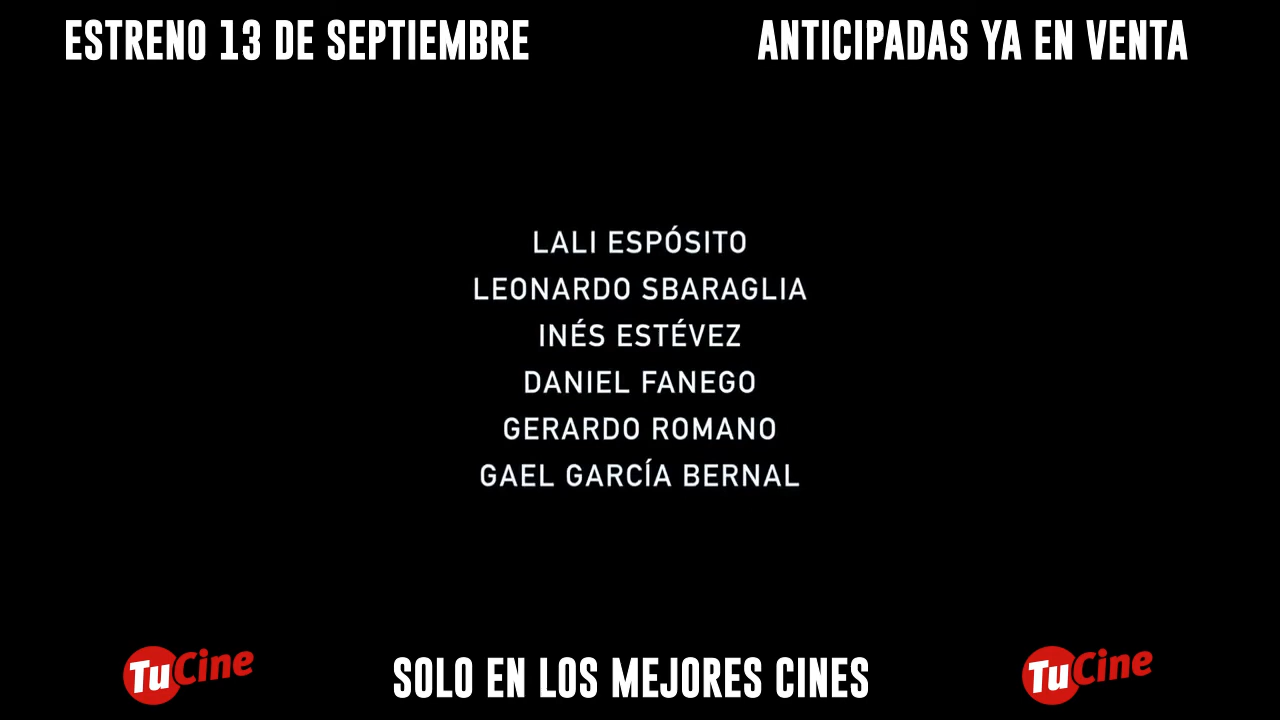 ESTRENO 13 DE SEPTIEMBRE
ANTICIPADAS YA EN VENTA
LALI ESPÓSITO
LEONARDO SBARAGLIA
INÉS ESTÉVEZ
DANIEL FANEGO
GERARDO ROMANO
GAEL GARCÍA BERNAL
TuCine
SOLO EN LOS MEJORES CINES
TuCine